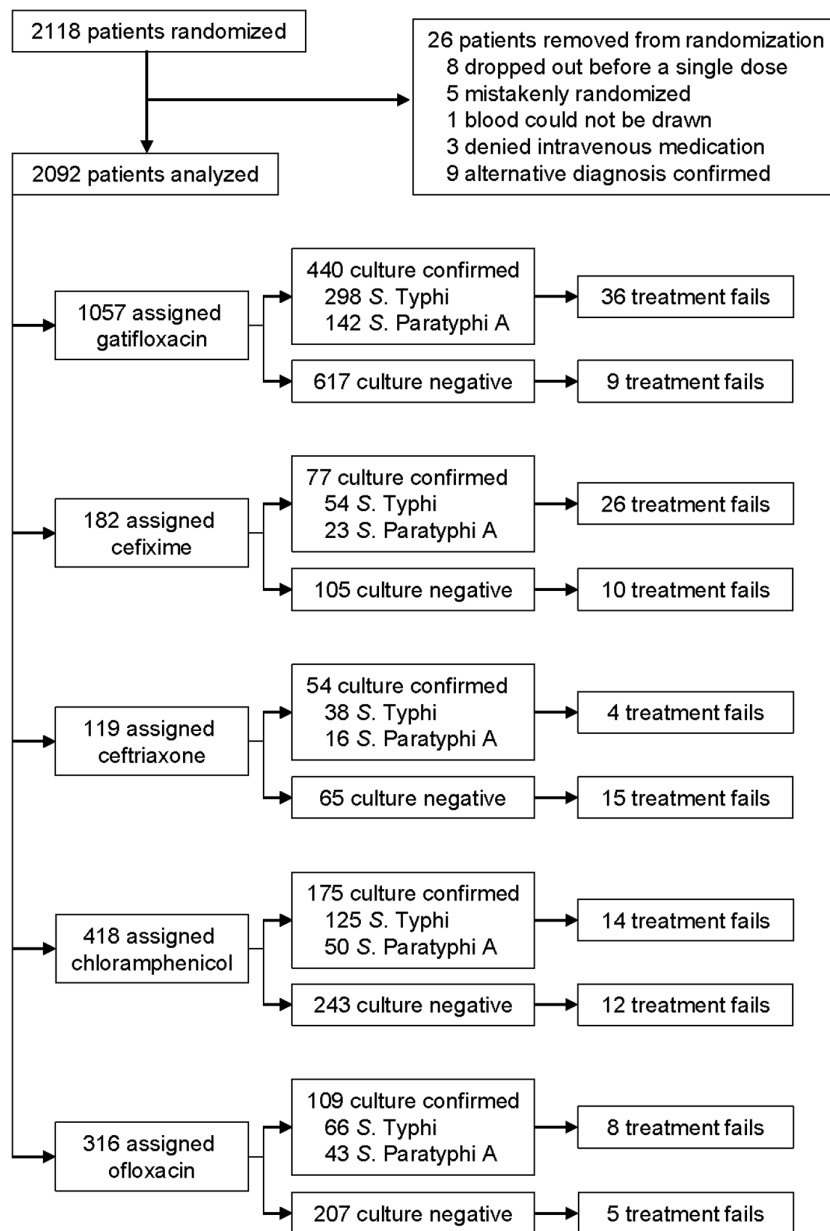 2118 patients randomized
26 patients removed from randomization
8 dropped out before a single dose
5 mistakenly randomized
1 blood could not be drawn
3 denied intravenous medication
9 alternative diagnosis confirmed
2092 patients analyzed
1057 assigned
gatifloxacin
440 culture confirmed
298 S. Typhi
142 S. Paratyphi A
36 treatment fails
617 culture negative
9 treatment fails
182 assigned
cefixime
77 culture confirmed
54 S. Typhi
23 S. Paratyphi A
26 treatment fails
105 culture negative
10 treatment fails
119 assigned
ceftriaxone
54 culture confirmed
38 S. Typhi
16 S. Paratyphi A
4 treatment fails
65 culture negative
15 treatment fails
418 assigned
chloramphenicol
175 culture confirmed
125 S. Typhi
50 S. Paratyphi A
14 treatment fails
243 culture negative
12 treatment fails
316 assigned
ofloxacin
109 culture confirmed
66 S. Typhi
43 S. Paratyphi A
8 treatment fails
207 culture negative
5 treatment fails